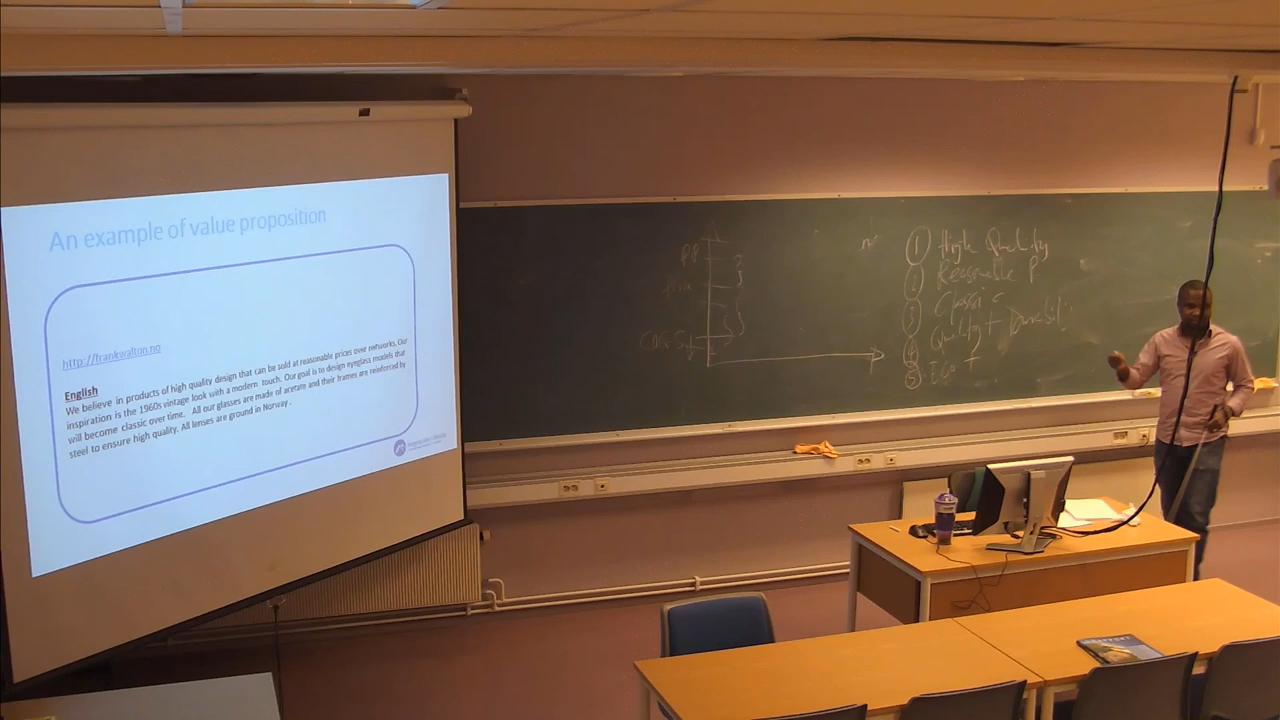 An example of value proposition
http://frankwalton.no
English
We believe in products of high quality design that can be sold at reasonable prices over networks. Our
inspiration is the 1960s vintage look with a modern touch. Our goal is to design eyeglass models that
will become classic over time. All our glasses are made of acetate and their frames are reinforced by
steel to ensure high quality. All lenses are ground in Norway.
① High Quality
② Reasonable P
③ Classic
④ Quality +
⑤
PP
COGS